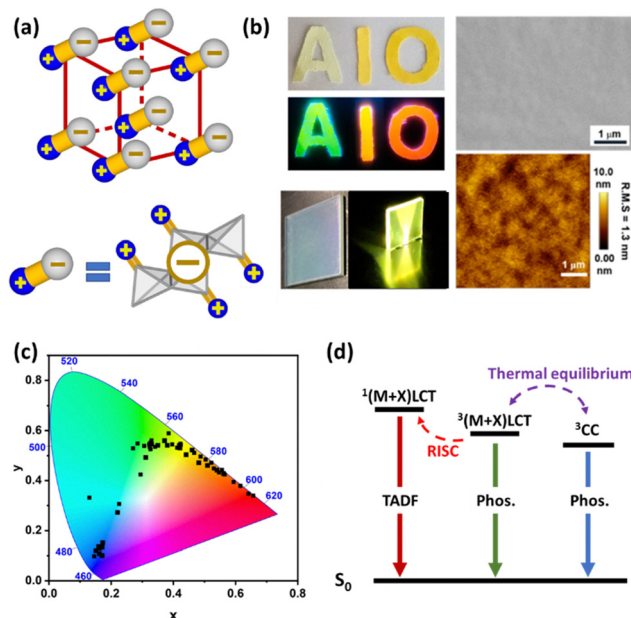 (a)
+ −
+ −
+ −
+ −
+ −
+ −
+ −
+ −
+ − = + + − + +
(b)
AIO
AIO
1 μm
10.0
nm
0.00
nm
R.M.S = 1.3 nm
1 μm
(c)
0.8
0.6
0.4
0.2
0.0
y
0.0 0.2 0.4 0.6 0.8
x
520
540
560
500
580
600
620
480
460
(d)
Thermal equilibrium
¹(M+X)LCT
³(M+X)LCT
³CC
RISC
TADF
Phos.
Phos.
S₀